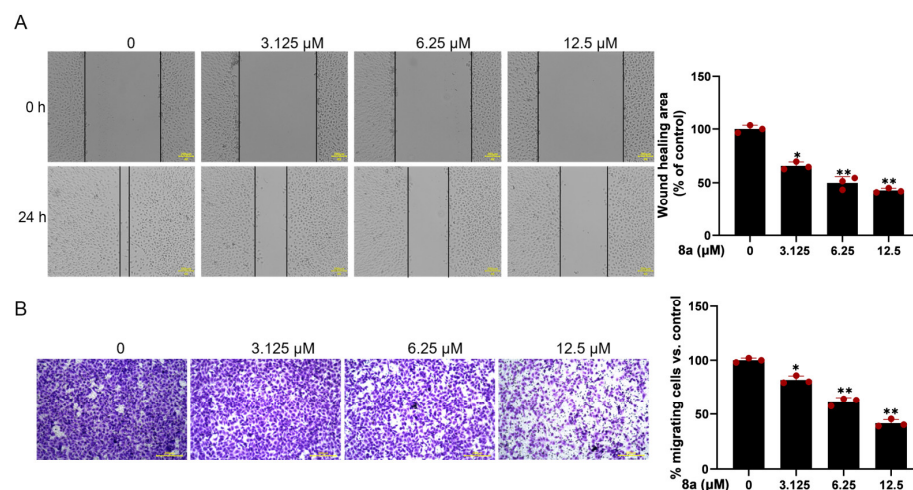 A
0
3.125 µM
6.25 µM
12.5 µM
0 h
24 h
Wound healing area
(% of control)
150
100
50
0
*
**
**
8a (µM)
0
3.125
6.25
12.5
B
0
3.125 µM
6.25 µM
12.5 µM
% migrating cells vs. control
150
100
50
0
*
**
**
8a (µM)
0
3.125
6.25
12.5